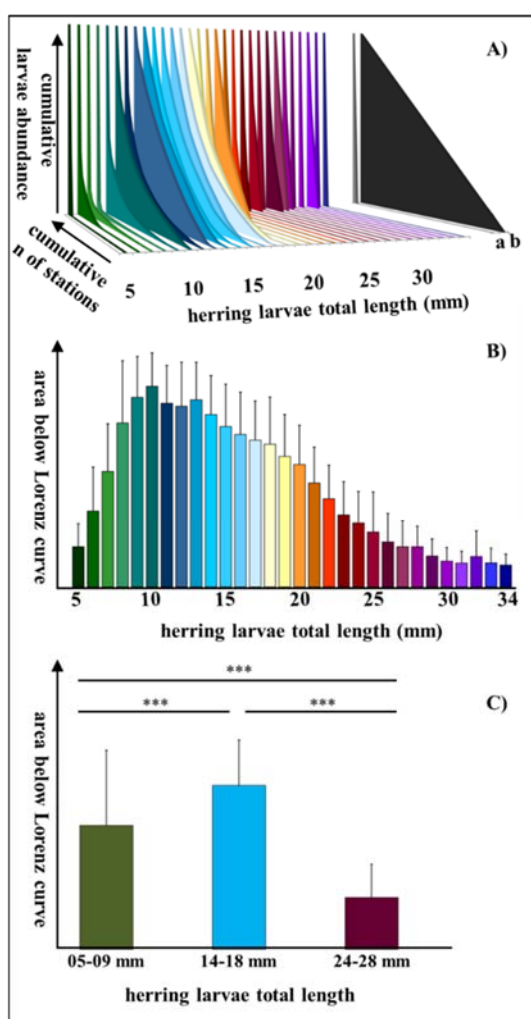 A)
cumulative
larvae abundance
cumulative
n of stations
a b
5 10 15 20 25 30
herring larvae total length (mm)
B)
area below Lorenz curve
5 10 15 20 25 30 34
herring larvae total length (mm)
C)
***
*** ***
area below Lorenz curve
05-09 mm 14-18 mm 24-28 mm
herring larvae total length